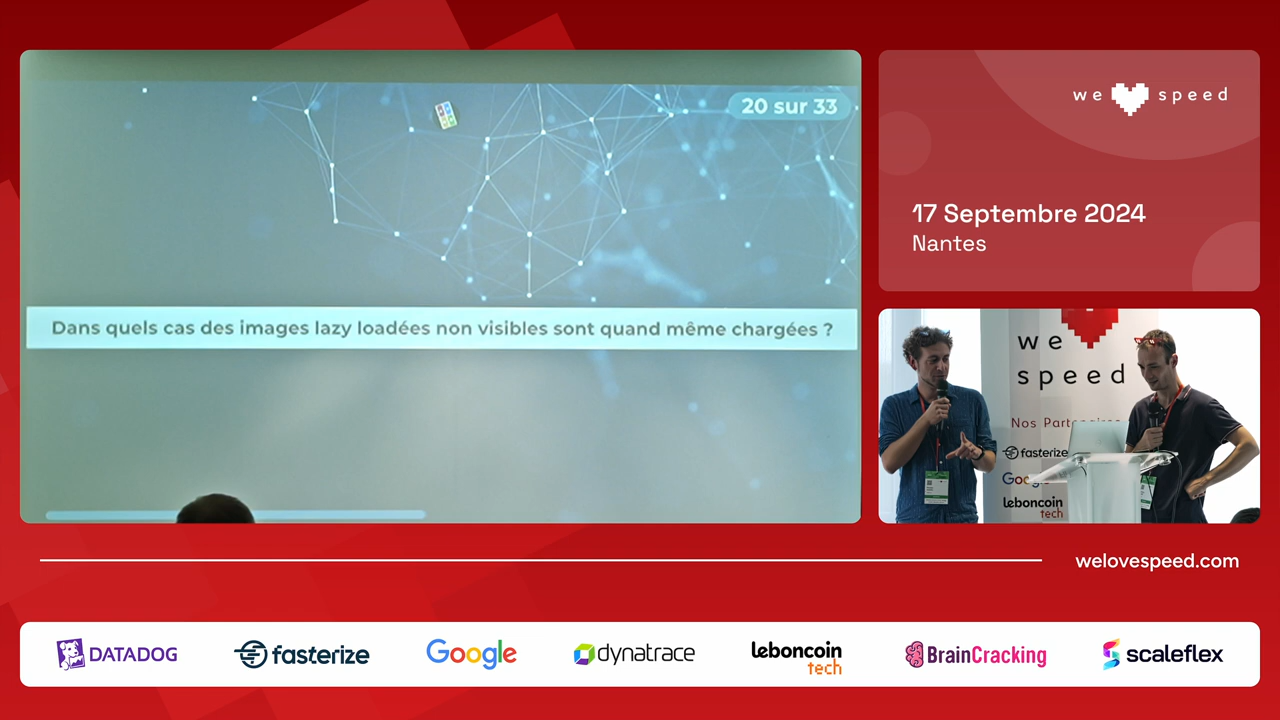 20 sur 33
Dans quels cas des images lazy loadées non visibles sont quand même chargées ?
we speed
17 Septembre 2024
Nantes
we
speed
Nos Partenaires
fasterize
Google
leboncoin
tech
welovespeed.com
DATADOG
fasterize
Google
dynatrace
leboncoin
tech
BrainCracking
scaleflex